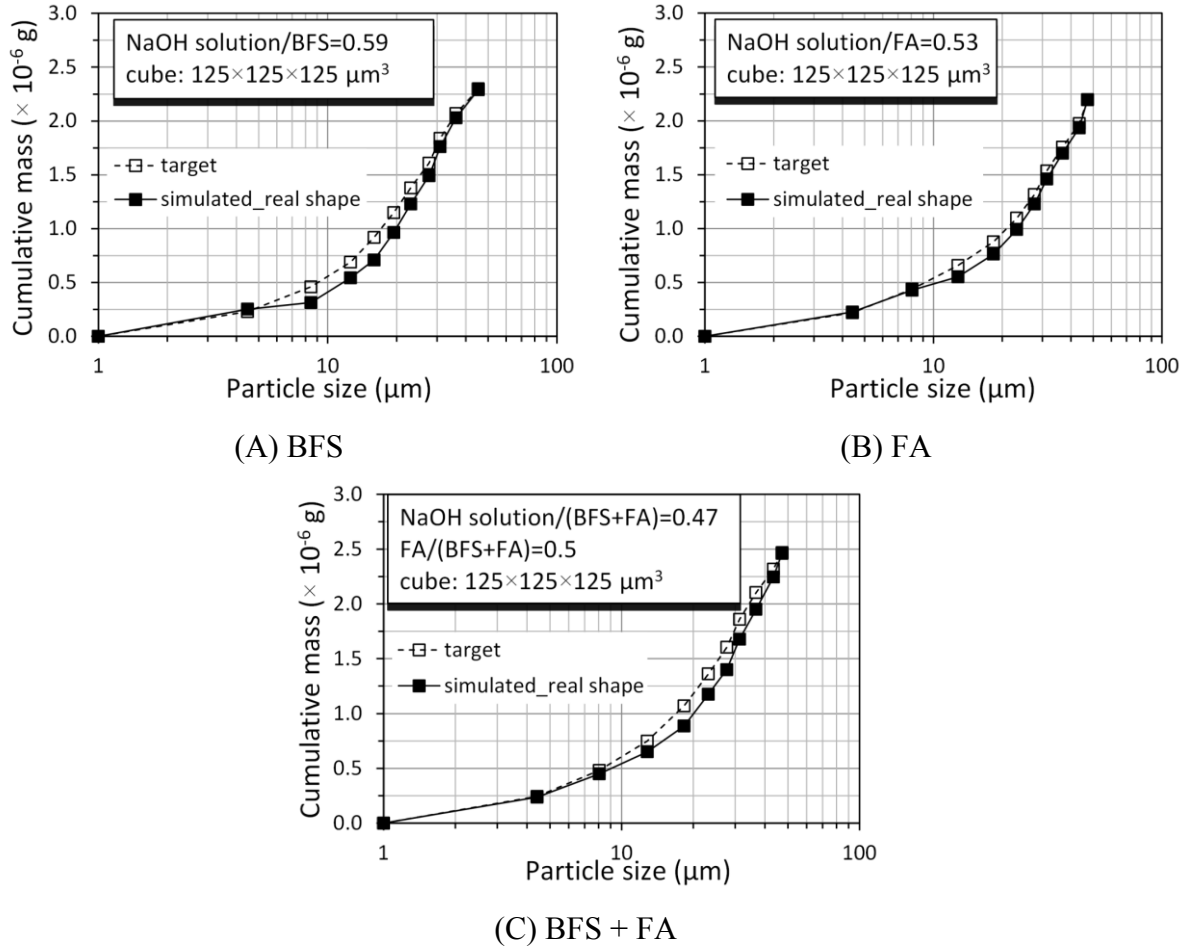 NaOH solution/BFS=0.59
cube: 125×125×125 μm³
target
simulated_real shape
Cumulative mass (× 10⁻⁶ g)
3.0
2.5
2.0
1.5
1.0
0.5
0.0
1 10 100
Particle size (μm)
(A) BFS
NaOH solution/FA=0.53
cube: 125×125×125 μm³
target
simulated_real shape
Cumulative mass (× 10⁻⁶ g)
3.0
2.5
2.0
1.5
1.0
0.5
0.0
1 10 100
Particle size (μm)
(B) FA
NaOH solution/(BFS+FA)=0.47
FA/(BFS+FA)=0.5
cube: 125×125×125 μm³
target
simulated_real shape
Cumulative mass (× 10⁻⁶ g)
3.0
2.5
2.0
1.5
1.0
0.5
0.0
1 10 100
Particle size (μm)
(C) BFS + FA